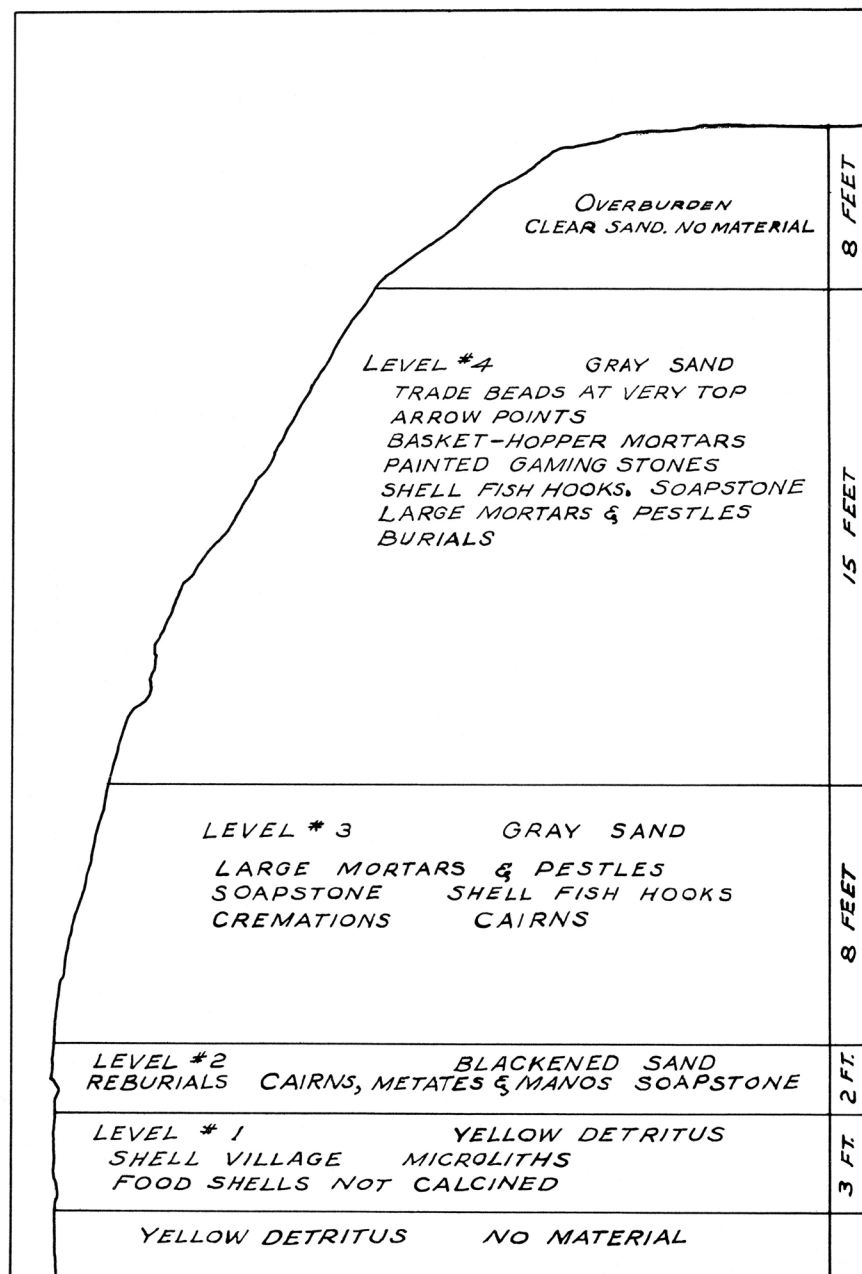 OVERBURDEN
CLEAR SAND. NO MATERIAL
8 FEET
LEVEL #4 GRAY SAND
TRADE BEADS AT VERY TOP
ARROW POINTS
BASKET-HOPPER MORTARS
PAINTED GAMING STONES
SHELL FISH HOOKS. SOAPSTONE
LARGE MORTARS & PESTLES
BURIALS
15 FEET
LEVEL #3 GRAY SAND
LARGE MORTARS & PESTLES
SOAPSTONE SHELL FISH HOOKS
CREMATIONS CAIRNS
8 FEET
LEVEL #2 BLACKENED SAND
REBURIALS CAIRNS, METATES & MANOS SOAPSTONE
2 FT.
LEVEL #1 YELLOW DETRITUS
SHELL VILLAGE MICROLITHS
FOOD SHELLS NOT CALCINED
3 FT.
YELLOW DETRITUS NO MATERIAL